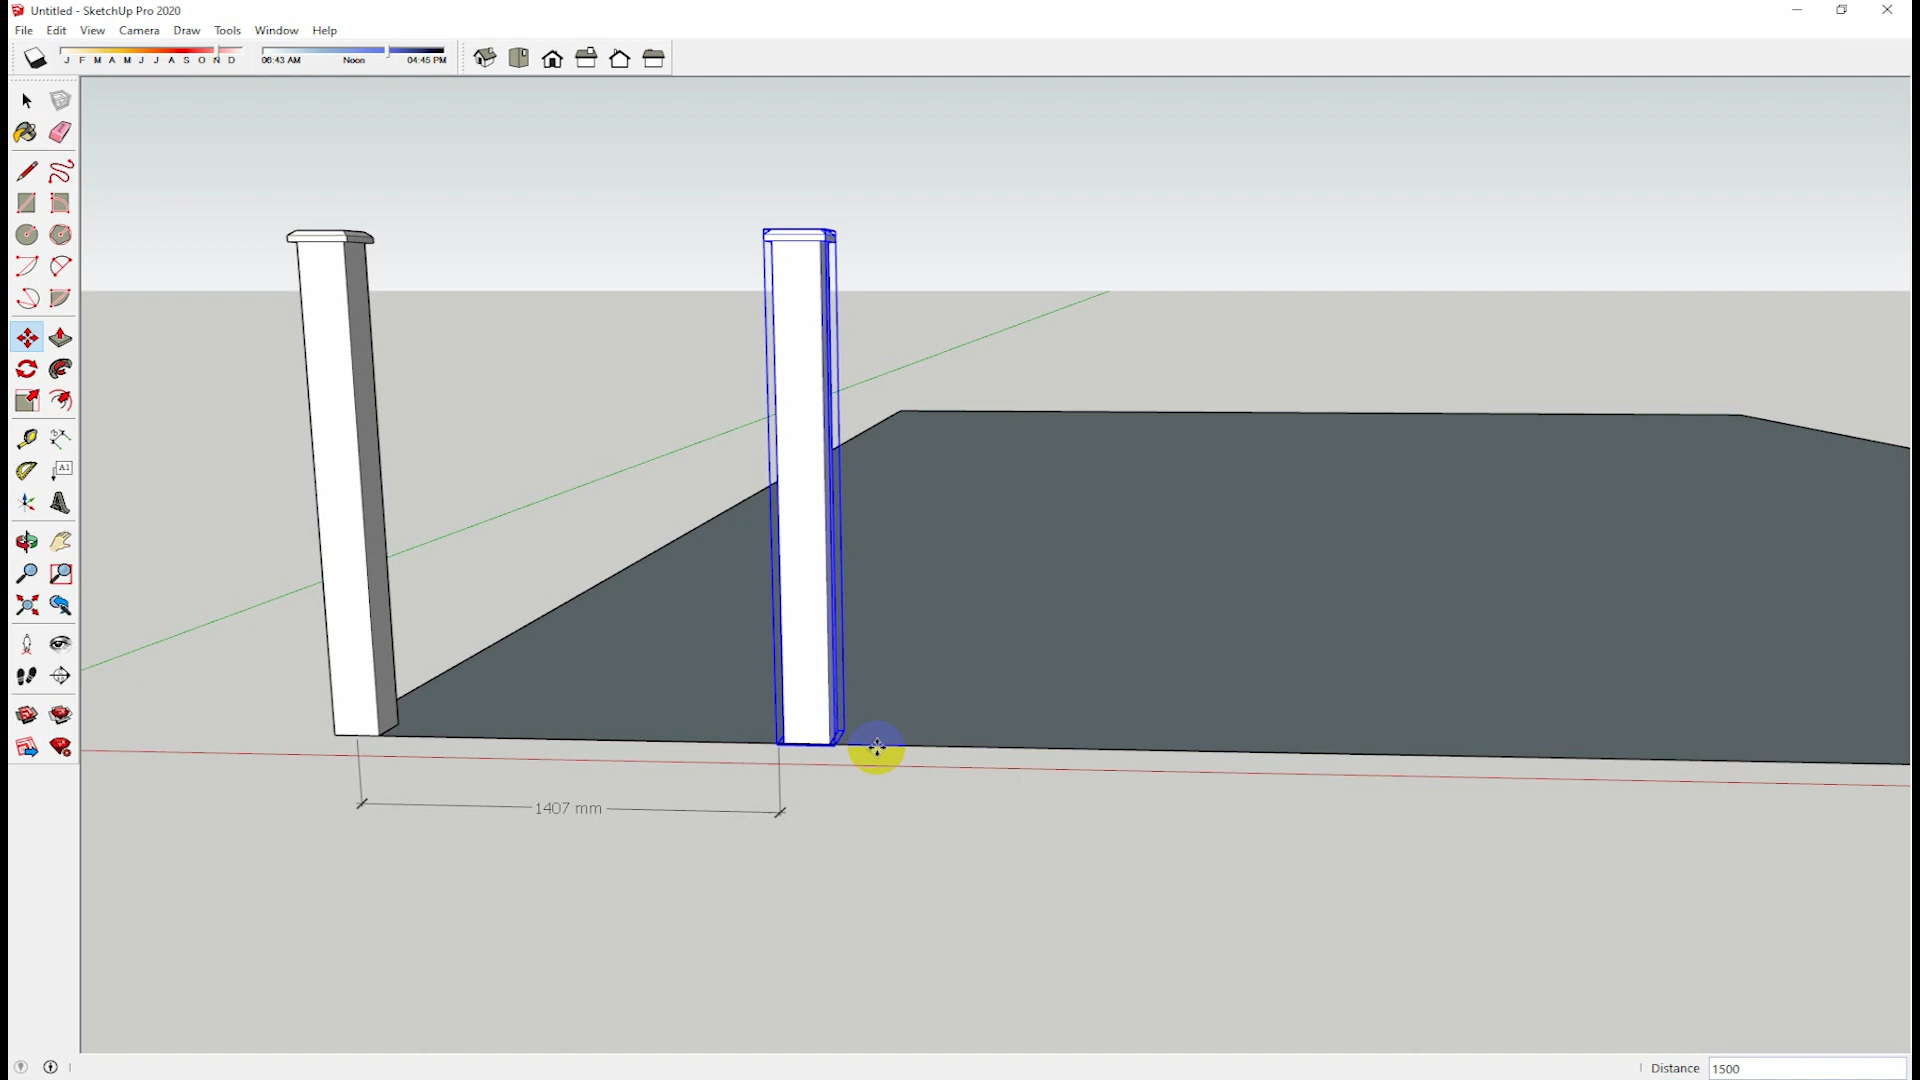 Untitled - SketchUp Pro 2020
File Edit View Camera Draw Tools Window Help
J F M A M J J A S O N D 06:43 AM Noon 04:45 PM
A1
1407 mm
Distance 1500